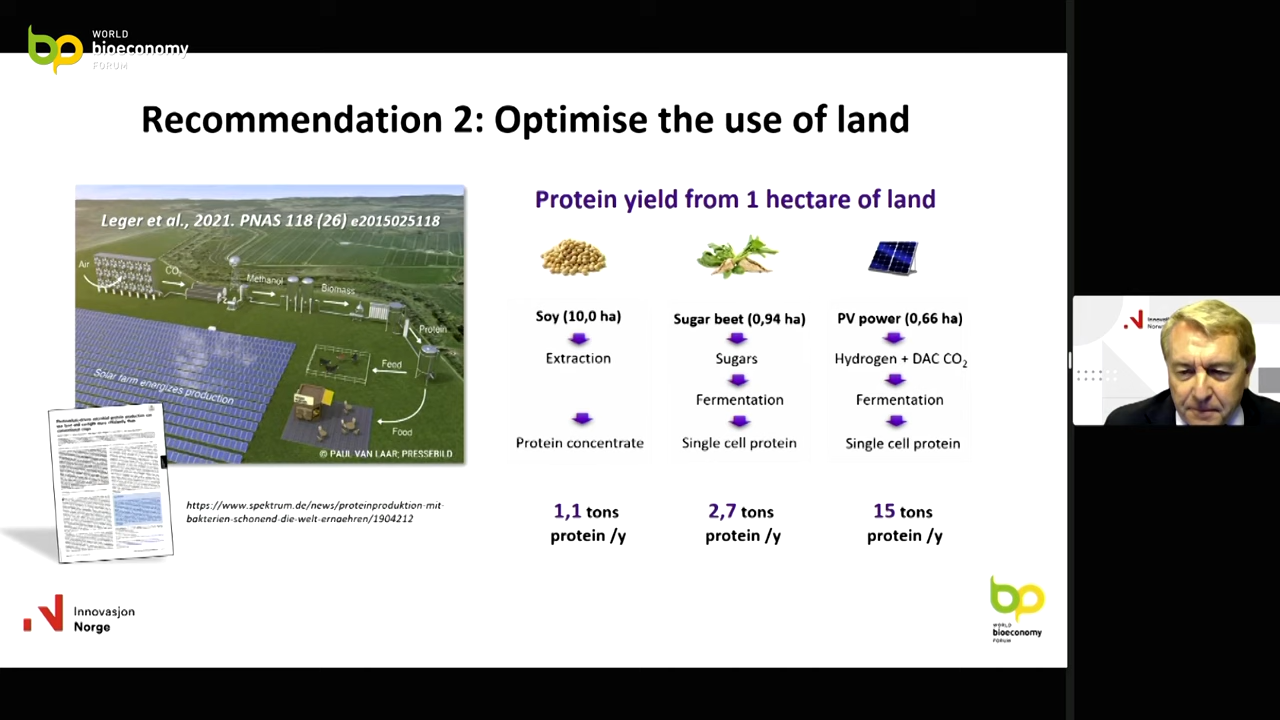 WORLD
bioeconomy
FORUM
Recommendation 2: Optimise the use of land
Leger et al., 2021. PNAS 118 (26) e2015025118
Air
CO₂
Methanol
Biomass
Protein
Feed
Food
Solar farm energizes production
© PAUL VAN LAAR; PRESSEBILD
https://www.spektrum.de/news/proteinproduktion-mit-
bakterien-schonend-die-welt-ernaehren/1904212
Protein yield from 1 hectare of land
Soy (10,0 ha)
Extraction
Protein concentrate
1,1 tons
protein /y
Sugar beet (0,94 ha)
Sugars
Fermentation
Single cell protein
2,7 tons
protein /y
PV power (0,66 ha)
Hydrogen + DAC CO₂
Fermentation
Single cell protein
15 tons
protein /y
Innovasjon
Norge
WORLD
bioeconomy
FORUM